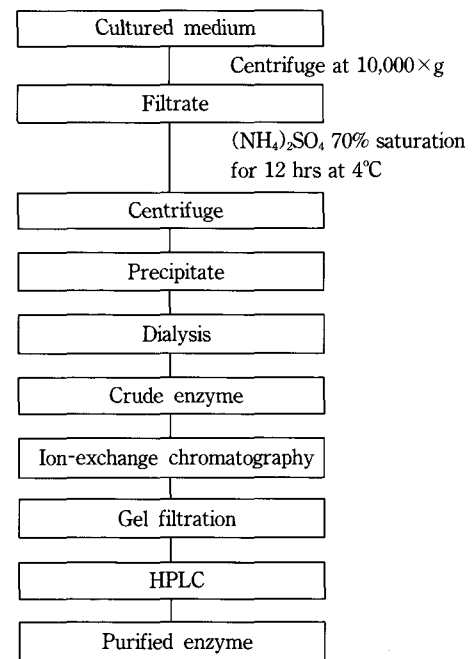 Cultured medium
Centrifuge at 10,000×g
Filtrate
(NH₄)₂SO₄ 70% saturation
for 12 hrs at 4℃
Centrifuge
Precipitate
Dialysis
Crude enzyme
Ion-exchange chromatography
Gel filtration
HPLC
Purified enzyme